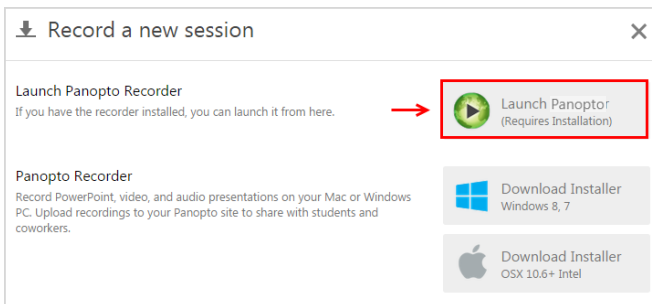 Record a new session
Launch Panopto Recorder
If you have the recorder installed, you can launch it from here.
Launch Panoptor
(Requires Installation)
Panopto Recorder
Record PowerPoint, video, and audio presentations on your Mac or Windows
PC. Upload recordings to your Panopto site to share with students and
coworkers.
Download Installer
Windows 8, 7
Download Installer
OSX 10.6+ Intel